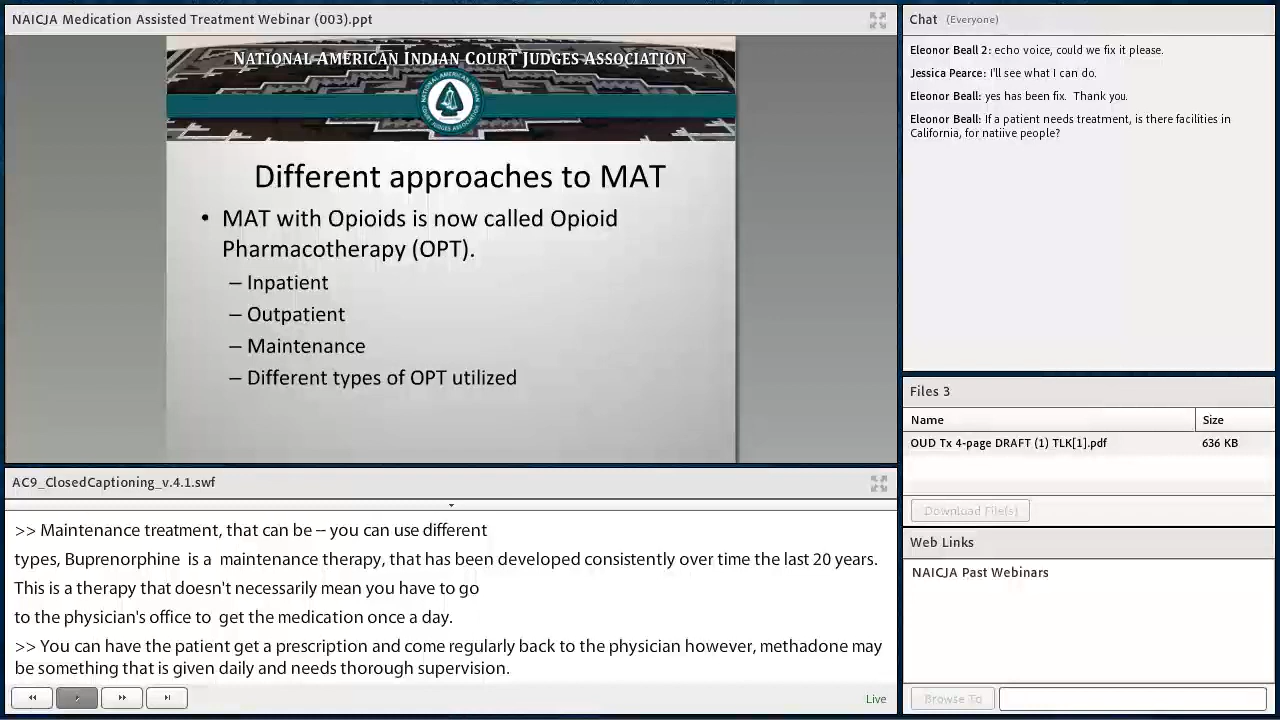 NAICJA Medication Assisted Treatment Webinar (003).ppt
NATIONAL AMERICAN INDIAN COURT JUDGES ASSOCIATION
Different approaches to MAT
• MAT with Opioids is now called Opioid
Pharmacotherapy (OPT).
– Inpatient
– Outpatient
– Maintenance
– Different types of OPT utilized
AC9_ClosedCaptioning_v.4.1.swf
>> Maintenance treatment, that can be – you can use different
types, Buprenorphine is a maintenance therapy, that has been developed consistently over time the last 20 years.
This is a therapy that doesn't necessarily mean you have to go
to the physician's office to get the medication once a day.
>> You can have the patient get a prescription and come regularly back to the physician however, methadone may
be something that is given daily and needs thorough supervision.
Live
Chat (Everyone)
Eleonor Beall 2: echo voice, could we fix it please.
Jessica Pearce: I'll see what I can do.
Eleonor Beall: yes has been fix. Thank you.
Eleonor Beall: If a patient needs treatment, is there facilities in
California, for natiive people?
Files 3
Name Size
OUD Tx 4-page DRAFT (1) TLK[1].pdf 636 KB
Download File(s)
Web Links
NAICJA Past Webinars
Browse To